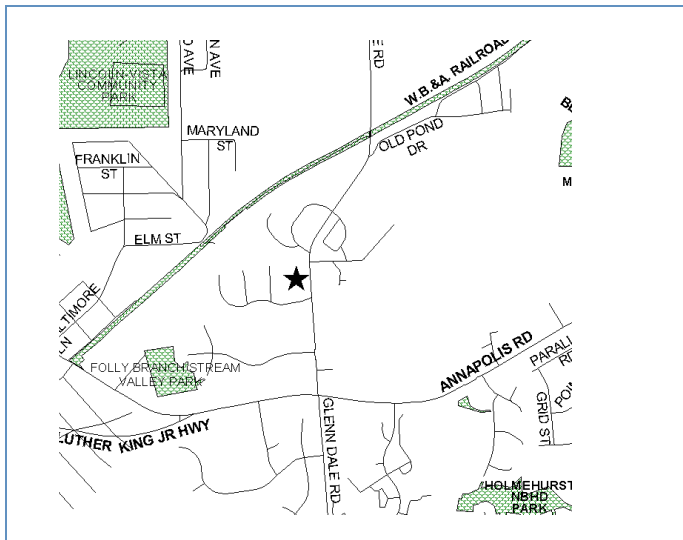 D AVE
N AVE
E RD
W.B.&A. RAILROAD
LINCOLN-VISTA
COMMUNITY
PARK
MARYLAND
ST
OLD POND
DR
FRANKLIN
ST
ELM ST
LN
ANNAPOLIS RD
FOLLY BRANCH STREAM
VALLEY PARK
GLENN DALE RD
LUTHER KING JR HWY
GRID ST
HOLMEHURST
NBHD
PARK